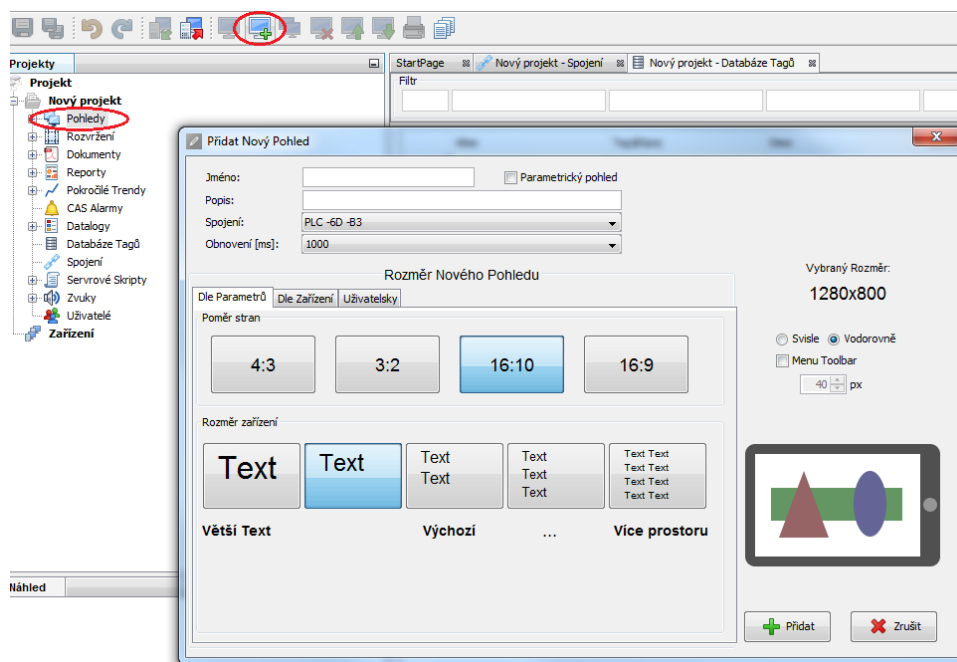 Projekty
StartPage
Nový projekt - Spojení
Nový projekt - Databáze Tagů
Filtr
Projekt
Nový projekt
Pohledy
Rozvržení
Dokumenty
Reporty
Pokročilé Trendy
CAS Alarmy
Datalogy
Databáze Tagů
Spojení
Servrové Skripty
Zvuky
Uživatelé
Zařízení
Náhled
Přidat Nový Pohled
Jméno:
Parametrický pohled
Popis:
Spojení:
PLC -6D -B3
Obnovení [ms]:
1000
Rozměr Nového Pohledu
Dle Parametrů
Dle Zařízení
Uživatelsky
Poměr stran
4:3
3:2
16:10
16:9
Rozměr zařízení
Text
Text
Text
Text
Text
Text
Text
Text Text
Text Text
Text Text
Text Text
Větší Text
Výchozí
...
Více prostoru
Vybraný Rozměr:
1280x800
Svisle
Vodorovně
Menu Toolbar
40
px
Přidat
Zrušit